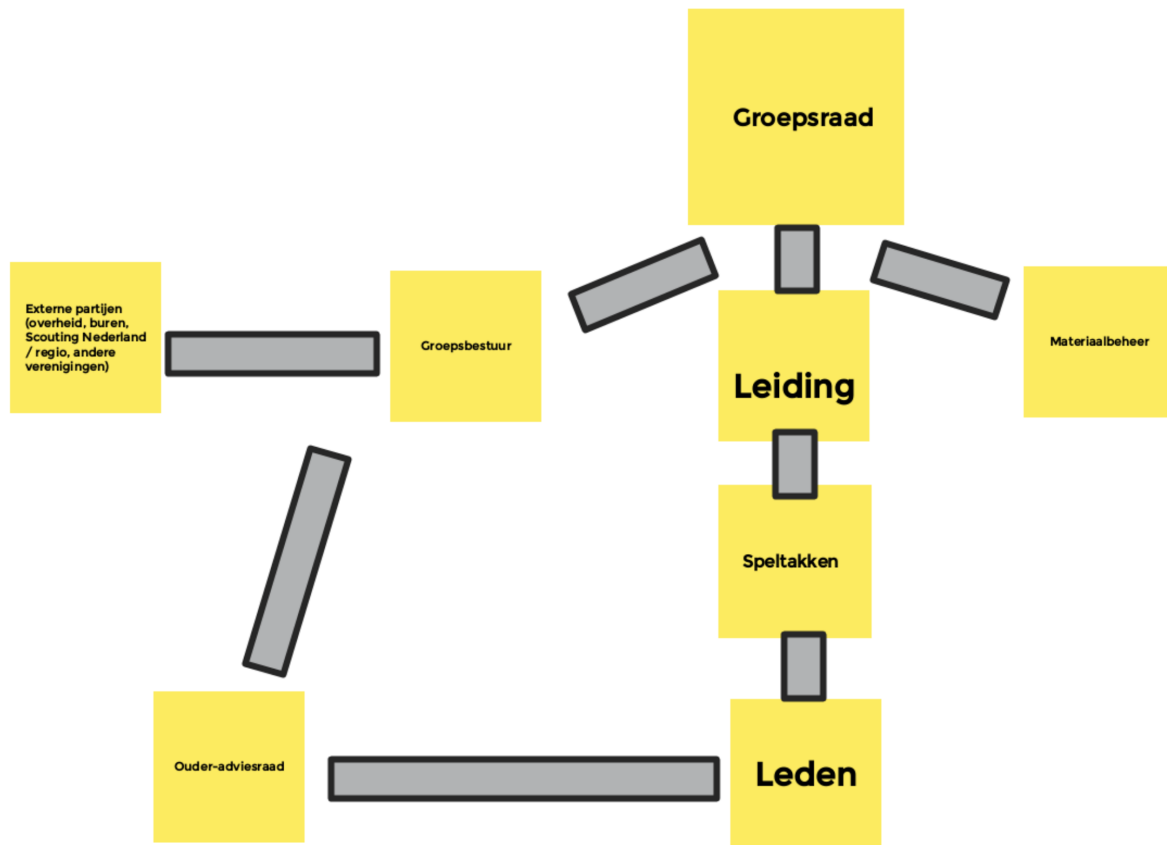 Groepsraad
Externe partijen
(overheid, buren,
Scouting Nederland
/ regio, andere
verenigingen)
Groepsbestuur
Leiding
Materiaalbeheer
Speltakken
Ouder-adviesraad
Leden